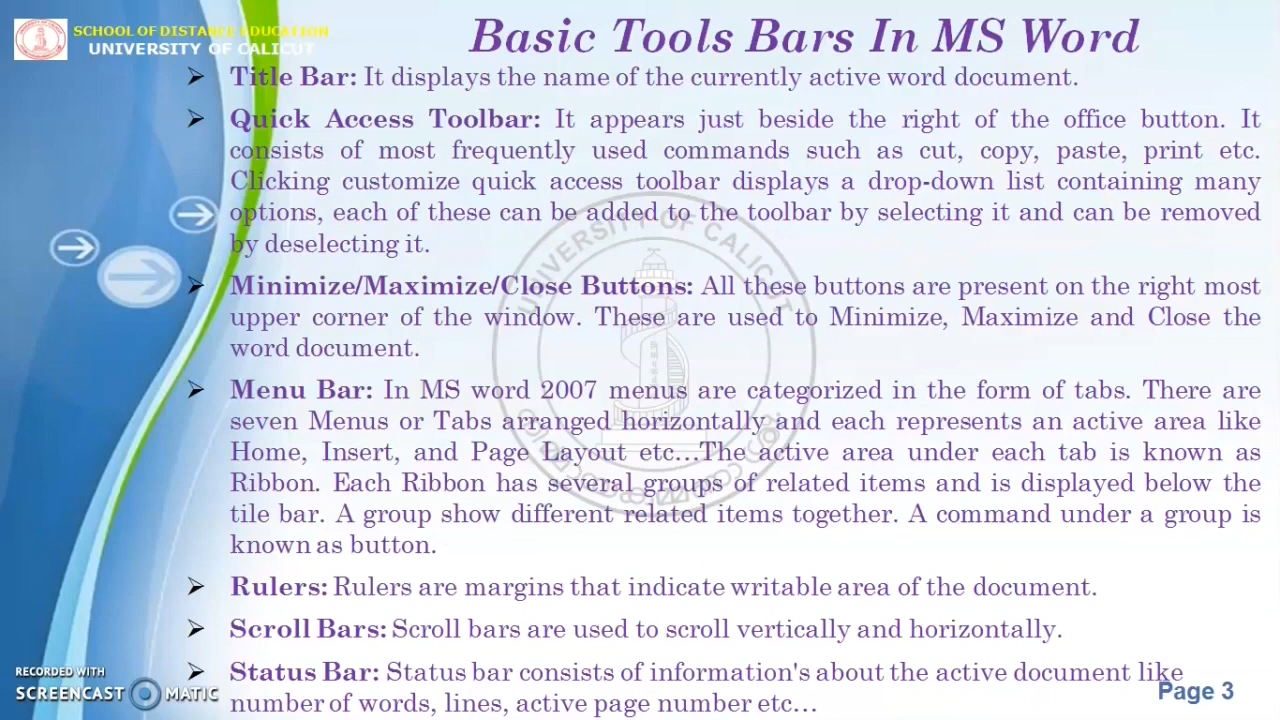 SCHOOL OF DISTANCE EDUCATION
UNIVERSITY OF CALICUT
Basic Tools Bars In MS Word
Title Bar: It displays the name of the currently active word document.
Quick Access Toolbar: It appears just beside the right of the office button. It
consists of most frequently used commands such as cut, copy, paste, print etc.
Clicking customize quick access toolbar displays a drop-down list containing many
options, each of these can be added to the toolbar by selecting it and can be removed
by deselecting it.
Minimize/Maximize/Close Buttons: All these buttons are present on the right most
upper corner of the window. These are used to Minimize, Maximize and Close the
word document.
Menu Bar: In MS word 2007 menus are categorized in the form of tabs. There are
seven Menus or Tabs arranged horizontally and each represents an active area like
Home, Insert, and Page Layout etc...The active area under each tab is known as
Ribbon. Each Ribbon has several groups of related items and is displayed below the
tile bar. A group show different related items together. A command under a group is
known as button.
Rulers: Rulers are margins that indicate writable area of the document.
Scroll Bars: Scroll bars are used to scroll vertically and horizontally.
Status Bar: Status bar consists of information's about the active document like
number of words, lines, active page number etc...
UNIVERSITY OF CALICUT
RECORDED WITH
SCREENCAST MATIC
Page 3